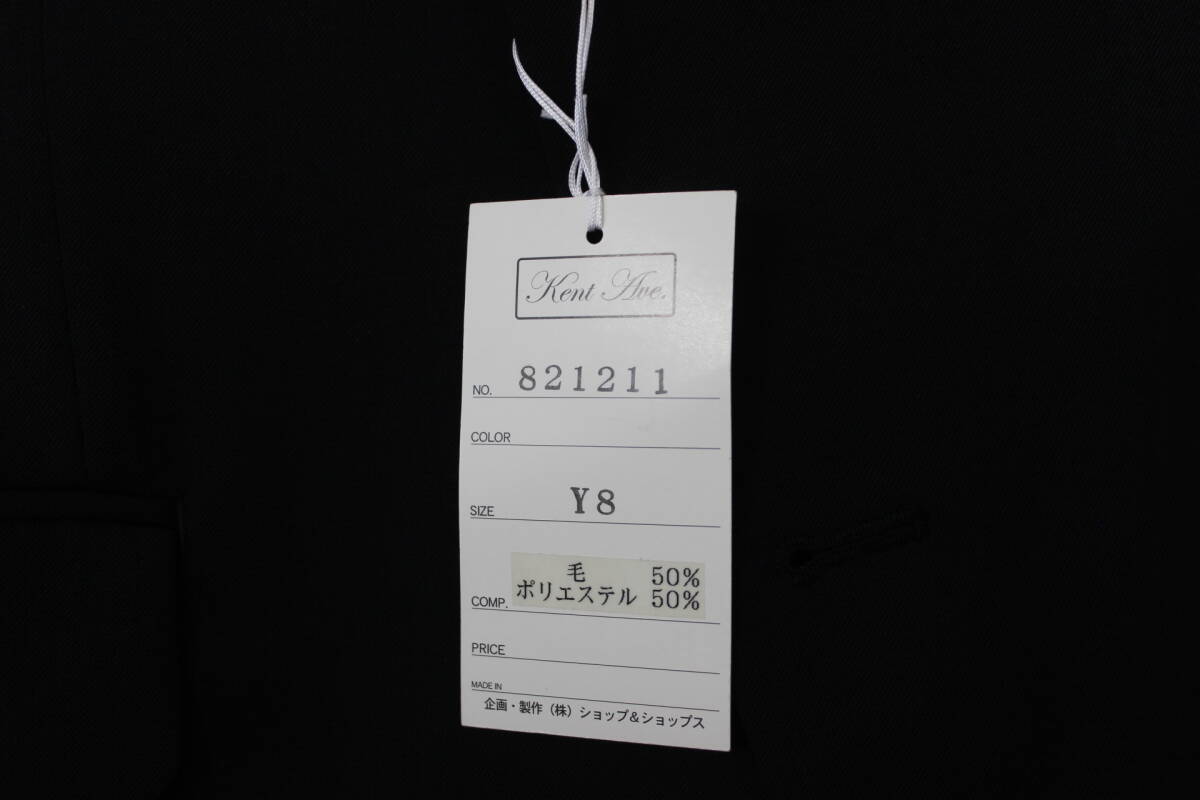 Kent Ave.
NO. 821211
COLOR
SIZE Y8
毛 50%
COMP. ポリエステル 50%
PRICE
MADE IN
企画・製作（株）ショップ&ショップス